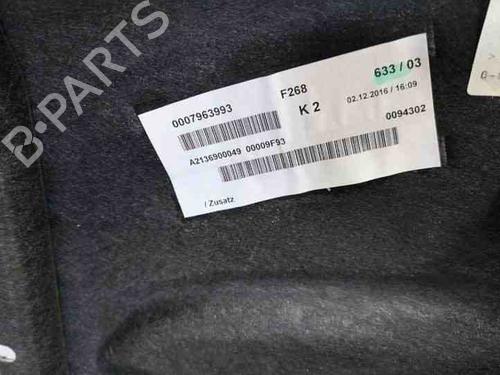 B-PARTS
633 / 03
F268
0007963993
K 2
02.12.2016 / 16:09
0094302
A2136900049 00009F93
/ Zusatz